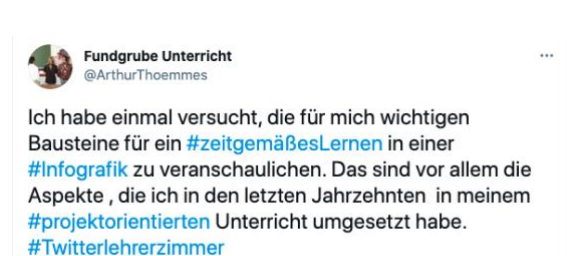 Fundgrube Unterricht
@ArthurThoemmes
Ich habe einmal versucht, die für mich wichtigen
Bausteine für ein #zeitgemäßesLernen in einer
#Infografik zu veranschaulichen. Das sind vor allem die
Aspekte , die ich in den letzten Jahrzehnten in meinem
#projektorientierten Unterricht umgesetzt habe.
#Twitterlehrerzimmer